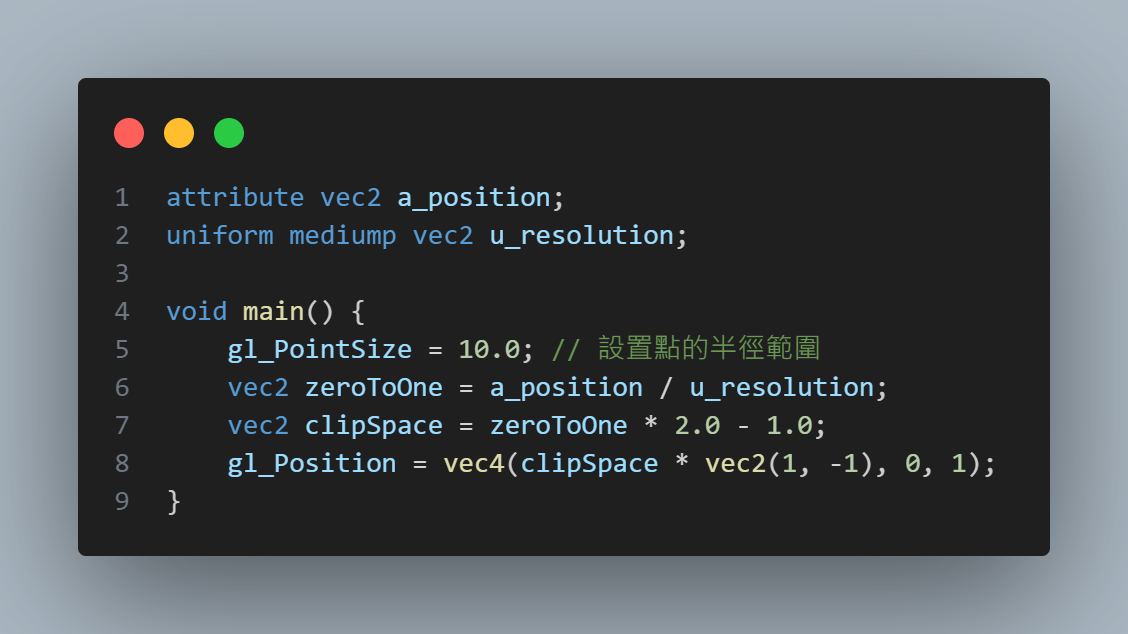 1 attribute vec2 a_position;
2 uniform mediump vec2 u_resolution;
3
4 void main() {
5     gl_PointSize = 10.0; // 設置點的半徑範圍
6     vec2 zeroToOne = a_position / u_resolution;
7     vec2 clipSpace = zeroToOne * 2.0 - 1.0;
8     gl_Position = vec4(clipSpace * vec2(1, -1), 0, 1);
9 }